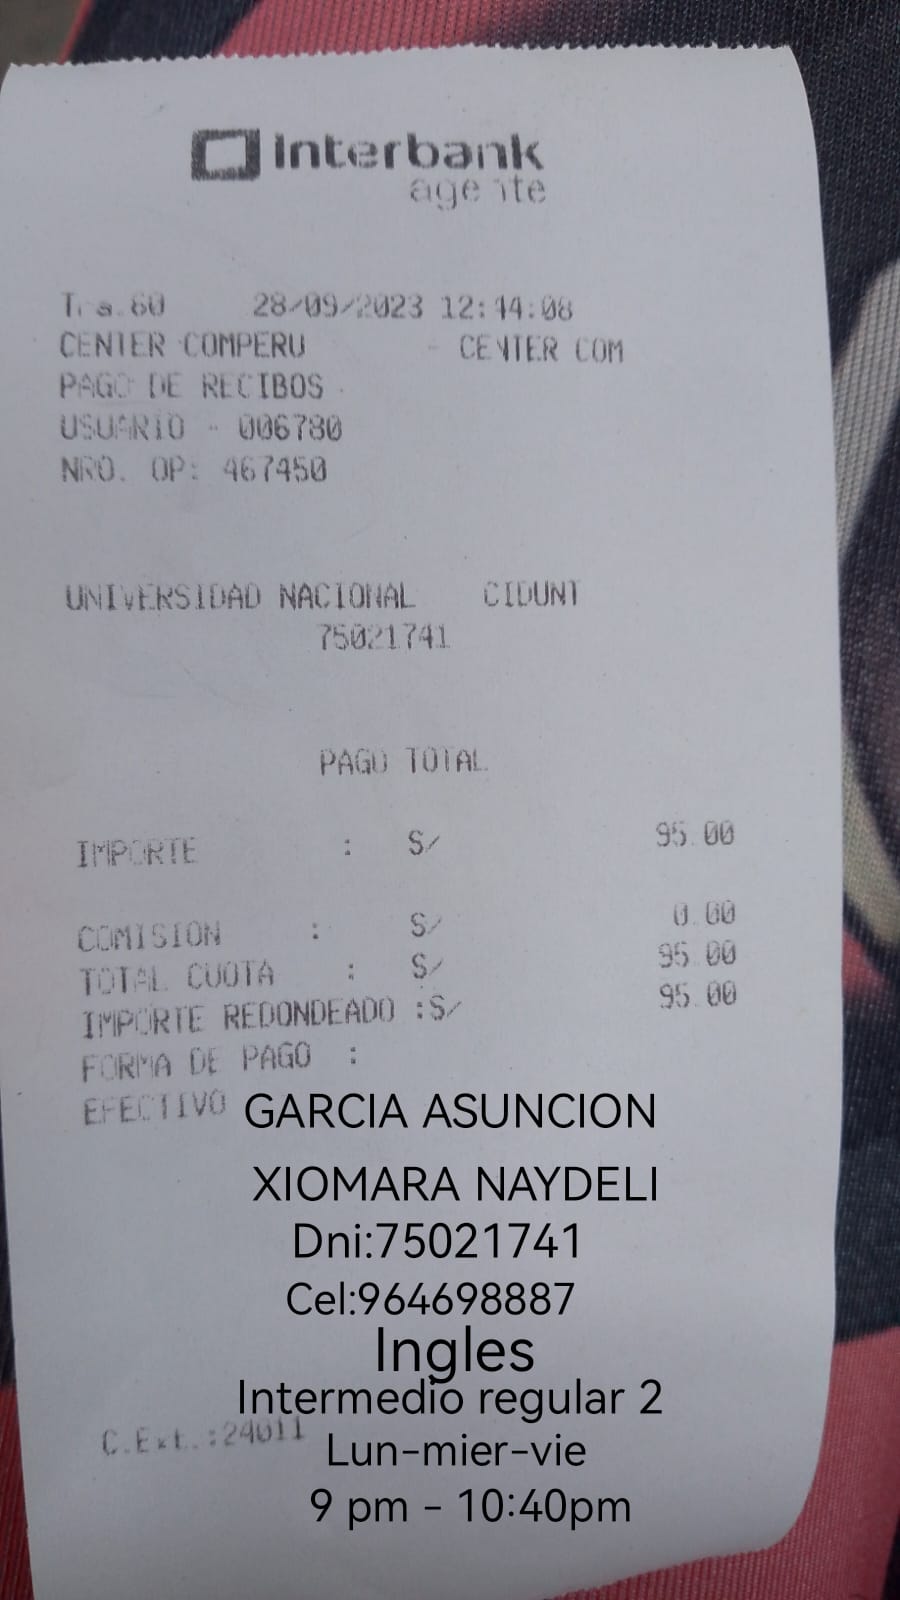 Interbank
agente
Tra.60 28/09/2023 12:44:08
CENTER COMPERU - CENTER COM
PAGO DE RECIBOS
USUARIO - 006780
NRO. OP: 467450
UNIVERSIDAD NACIONAL CIDUNT
75021741
PAGO TOTAL
IMPORTE : S/ 95.00
COMISION : S/ 0.00
TOTAL CUOTA : S/ 95.00
IMPORTE REDONDEADO :S/ 95.00
FORMA DE PAGO :
EFECTIVO GARCIA ASUNCION
XIOMARA NAYDELI
Dni:75021741
Cel:964698887
Ingles
Intermedio regular 2
C.Ext.:24011 Lun-mier-vie
9 pm - 10:40pm